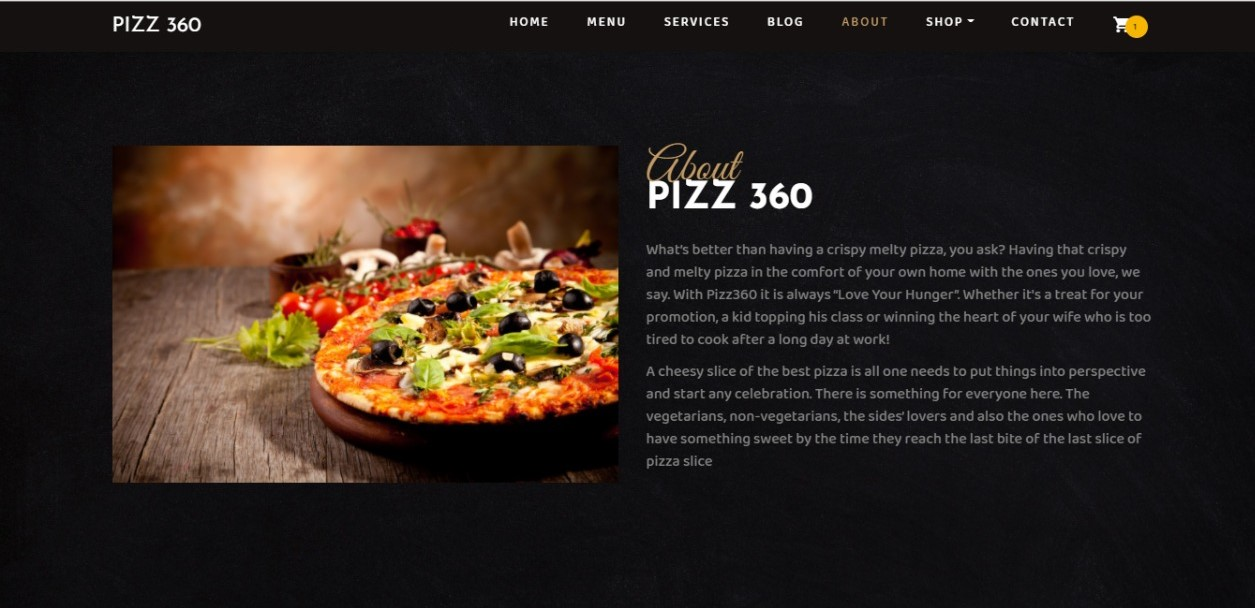 PIZZ 360
HOME MENU SERVICES BLOG ABOUT SHOP CONTACT 1
About
PIZZ 360
What's better than having a crispy melty pizza, you ask? Having that crispy
and melty pizza in the comfort of your own home with the ones you love, we
say. With Pizz360 it is always "Love Your Hunger". Whether it's a treat for your
promotion, a kid topping his class or winning the heart of your wife who is too
tired to cook after a long day at work!
A cheesy slice of the best pizza is all one needs to put things into perspective
and start any celebration. There is something for everyone here. The
vegetarians, non-vegetarians, the sides' lovers and also the ones who love to
have something sweet by the time they reach the last bite of the last slice of
pizza slice